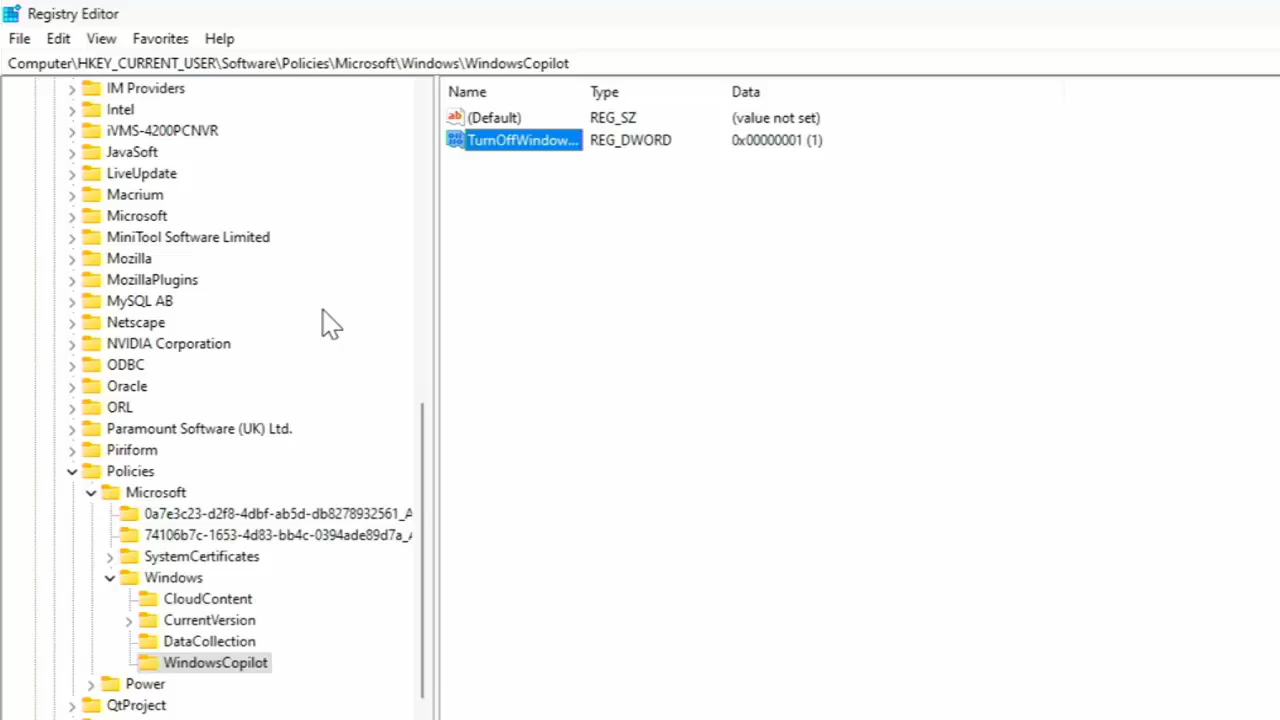 Registry Editor
File Edit View Favorites Help
Computer\HKEY_CURRENT_USER\Software\Policies\Microsoft\Windows\WindowsCopilot
IM Providers
Intel
iVMS-4200PCNVR
JavaSoft
LiveUpdate
Macrium
Microsoft
MiniTool Software Limited
Mozilla
MozillaPlugins
MySQL AB
Netscape
NVIDIA Corporation
ODBC
Oracle
ORL
Paramount Software (UK) Ltd.
Piriform
Policies
Microsoft
0a7e3c23-d2f8-4dbf-ab5d-db8278932561_A
74106b7c-1653-4d83-bb4c-0394ade89d7a_A
SystemCertificates
Windows
CloudContent
CurrentVersion
DataCollection
WindowsCopilot
Power
QtProject
Name Type Data
(Default) REG_SZ (value not set)
TurnOffWindow... REG_DWORD 0x00000001 (1)